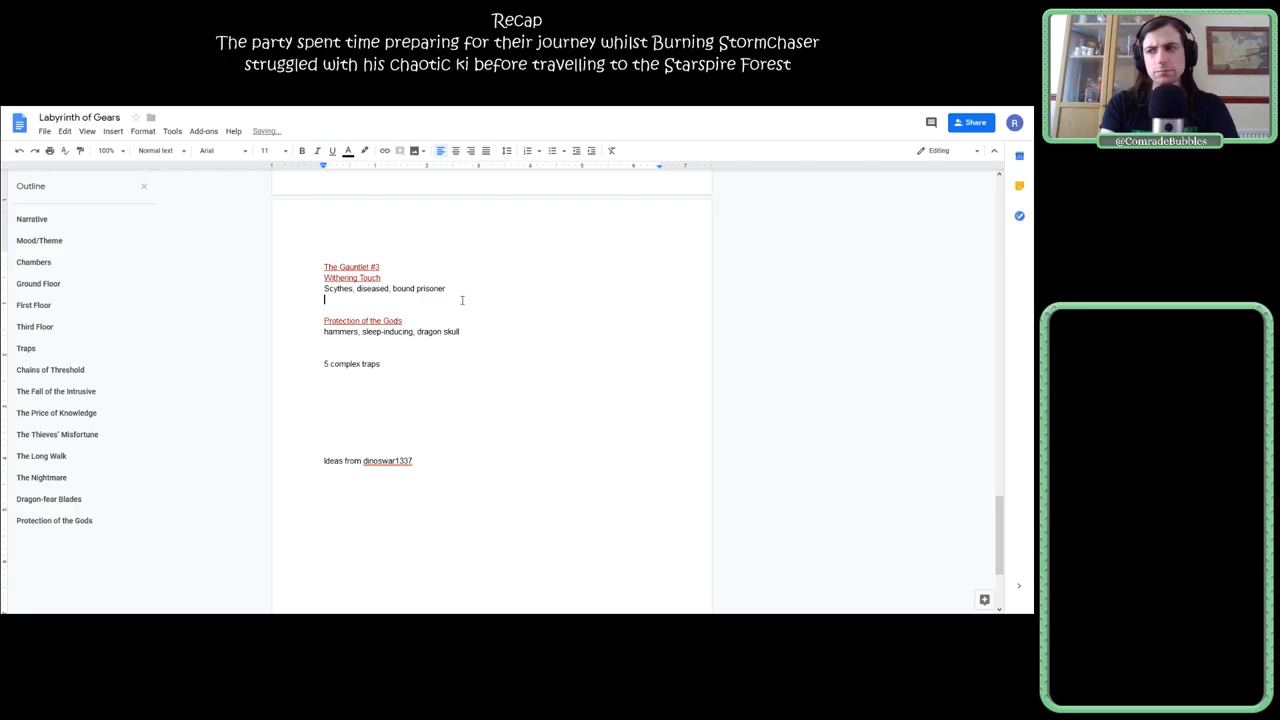 Recap
The party spent time preparing for their journey whilst Burning Stormchaser
struggled with his chaotic ki before travelling to the Starspire Forest
@ComradeBubbles
Labyrinth of Gears
File Edit View Insert Format Tools Add-ons Help Saving...
Share
R
100% Normal text Arial 11 B I U A Editing
Outline
Narrative
Mood/Theme
Chambers
Ground Floor
First Floor
Third Floor
Traps
Chains of Threshold
The Fall of the Intrusive
The Price of Knowledge
The Thieves' Misfortune
The Long Walk
The Nightmare
Dragon-fear Blades
Protection of the Gods
The Gauntlet #3
Withering Touch
Scythes, diseased, bound prisoner
Protection of the Gods
hammers, sleep-inducing, dragon skull
5 complex traps
Ideas from dinoswar1337